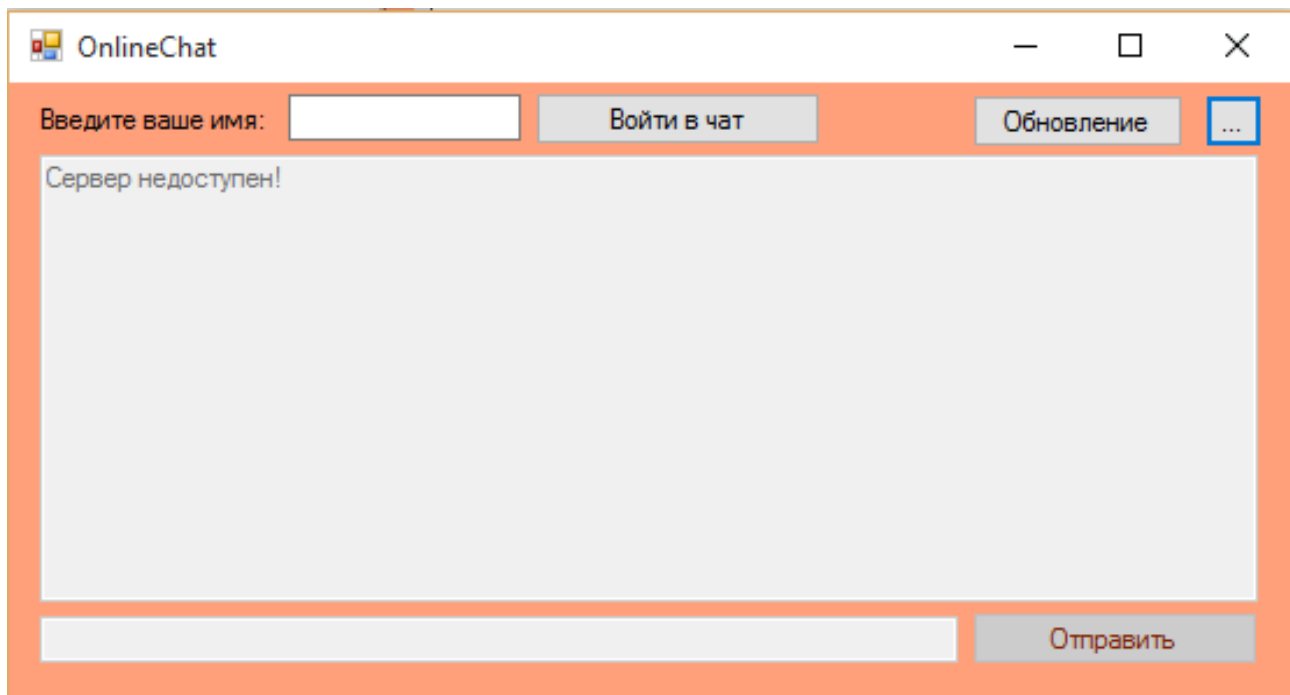 OnlineChat
Введите ваше имя: Войти в чат Обновление ...
Сервер недоступен!
Отправить